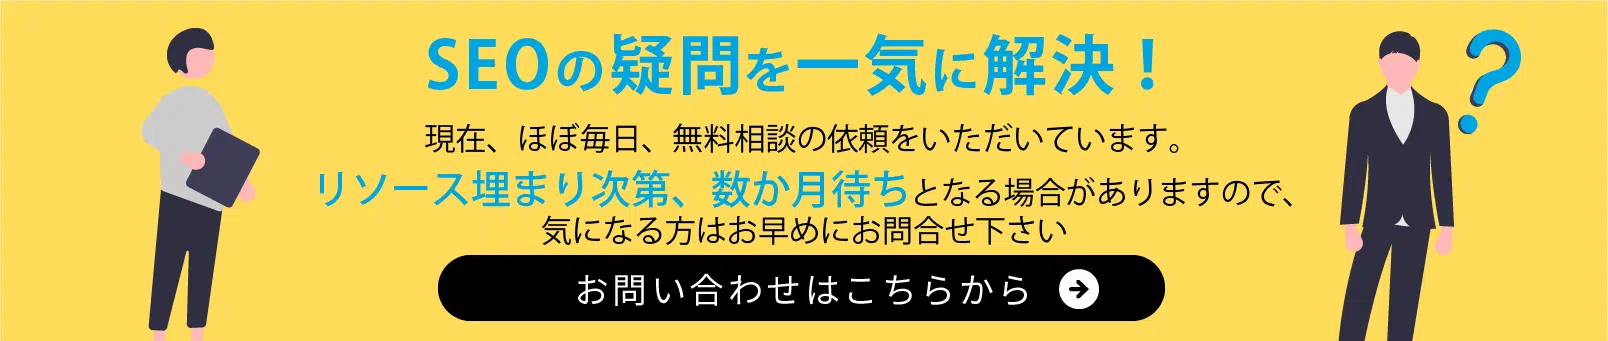 SEOの疑問を一気に解決！
現在、ほぼ毎日、無料相談の依頼をいただいています。
リソース埋まり次第、数か月待ちとなる場合がありますので、
気になる方はお早めにお問合せ下さい
お問い合わせはこちらから